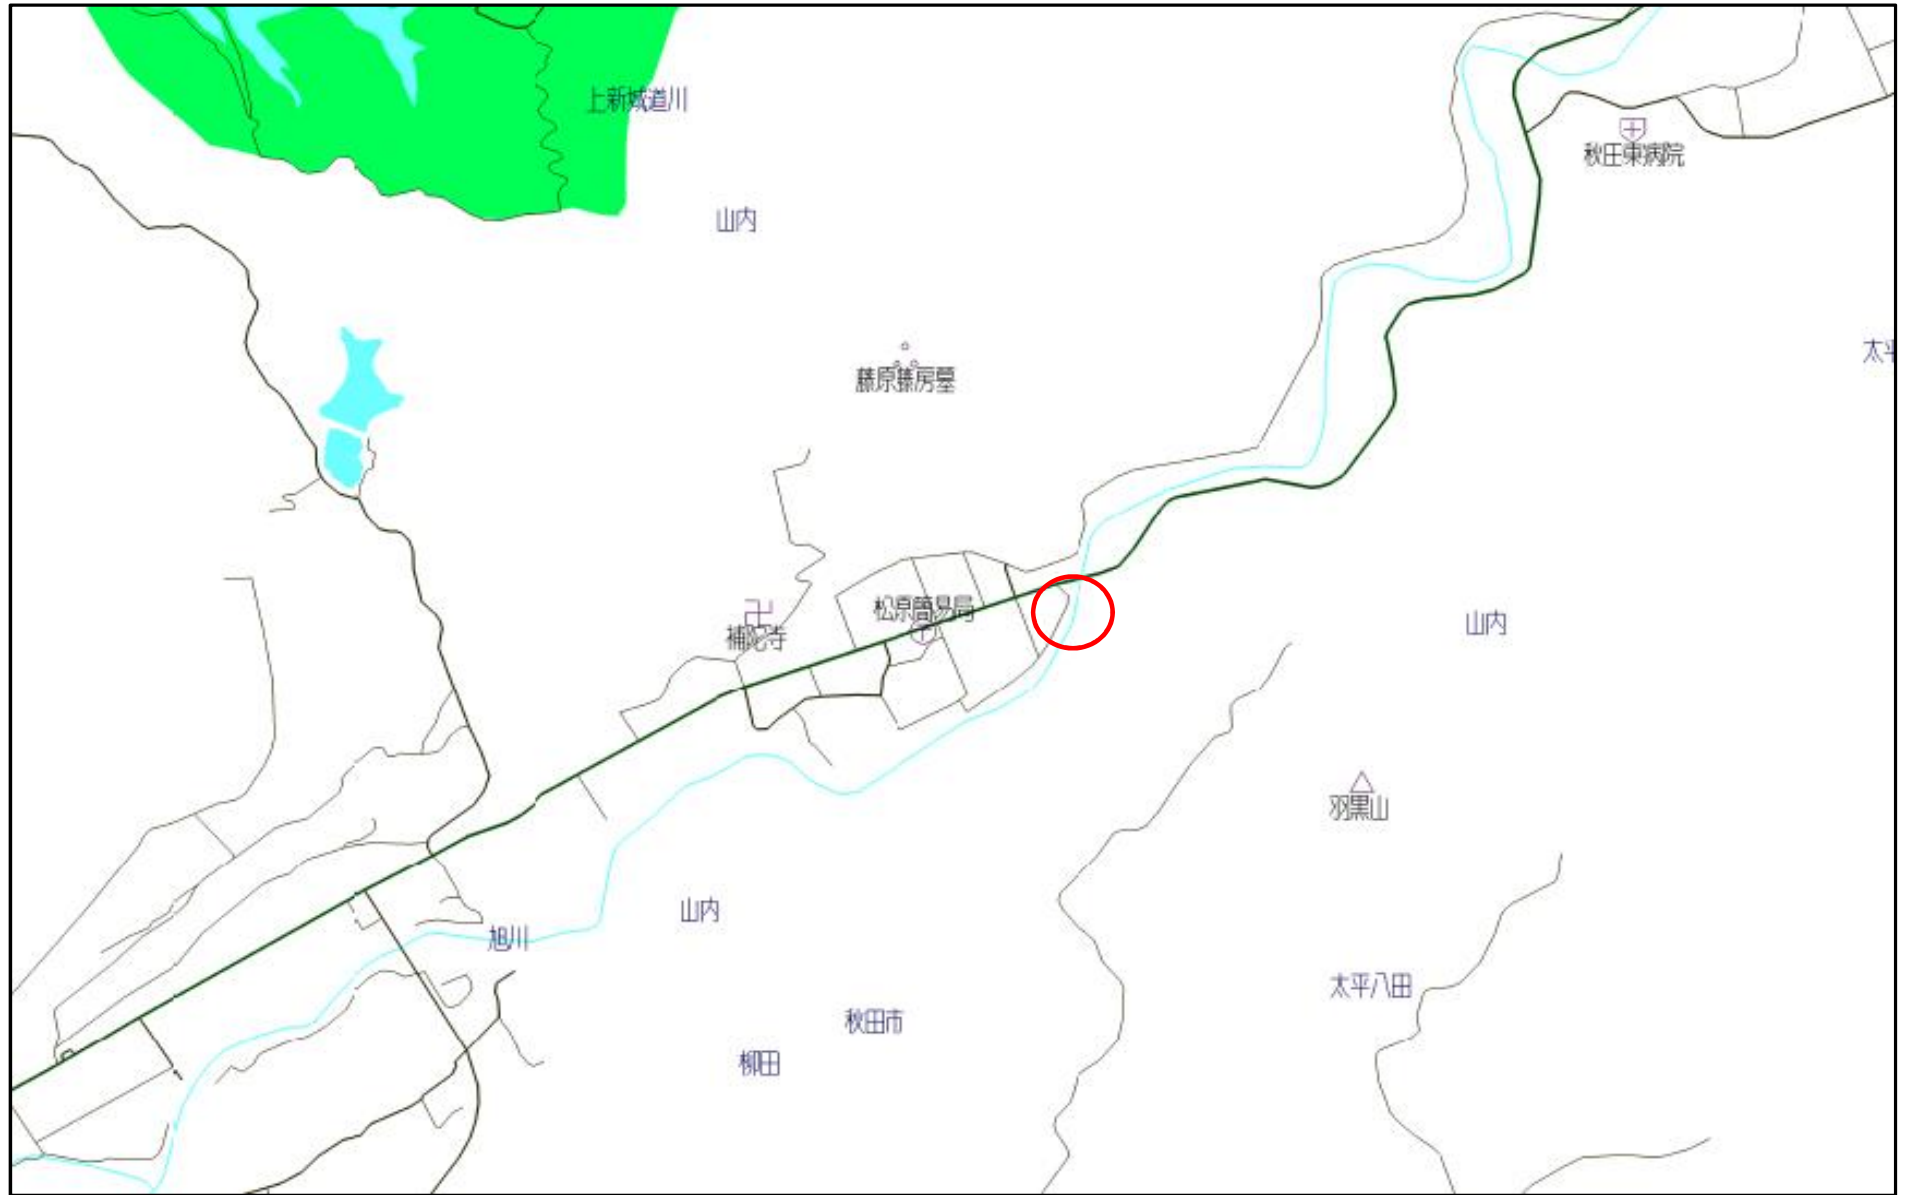 上新城道川
秋田東病院
山内
太平
藤原藤房墓
松原簡易局
補陀寺
山内
羽黒山
山内
旭川
太平八田
秋田市
柳田